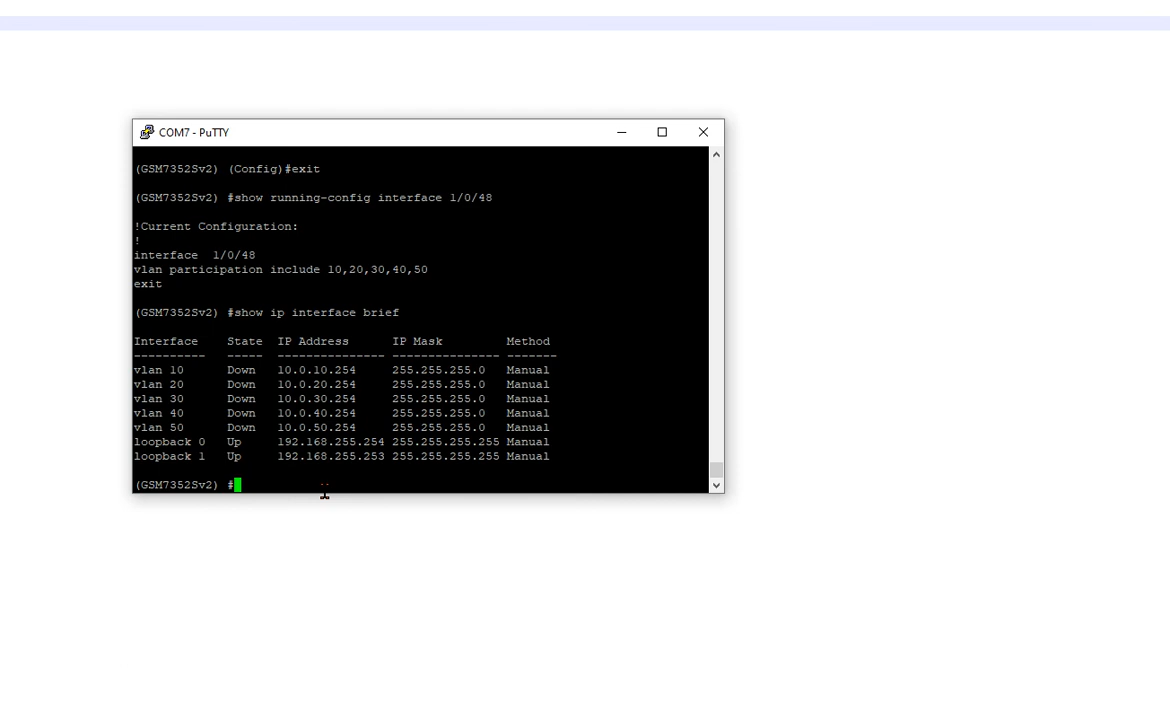 COM7 - PuTTY
(GSM7352Sv2) (Config)#exit
(GSM7352Sv2) #show running-config interface 1/0/48
!Current Configuration:
!
interface  1/0/48
vlan participation include 10,20,30,40,50
exit
(GSM7352Sv2) #show ip interface brief
Interface    State  IP Address      IP Mask         Method
----------   -----  --------------- --------------- -------
vlan 10      Down   10.0.10.254     255.255.255.0   Manual
vlan 20      Down   10.0.20.254     255.255.255.0   Manual
vlan 30      Down   10.0.30.254     255.255.255.0   Manual
vlan 40      Down   10.0.40.254     255.255.255.0   Manual
vlan 50      Down   10.0.50.254     255.255.255.0   Manual
loopback 0   Up     192.168.255.254 255.255.255.255 Manual
loopback 1   Up     192.168.255.253 255.255.255.255 Manual
(GSM7352Sv2) #